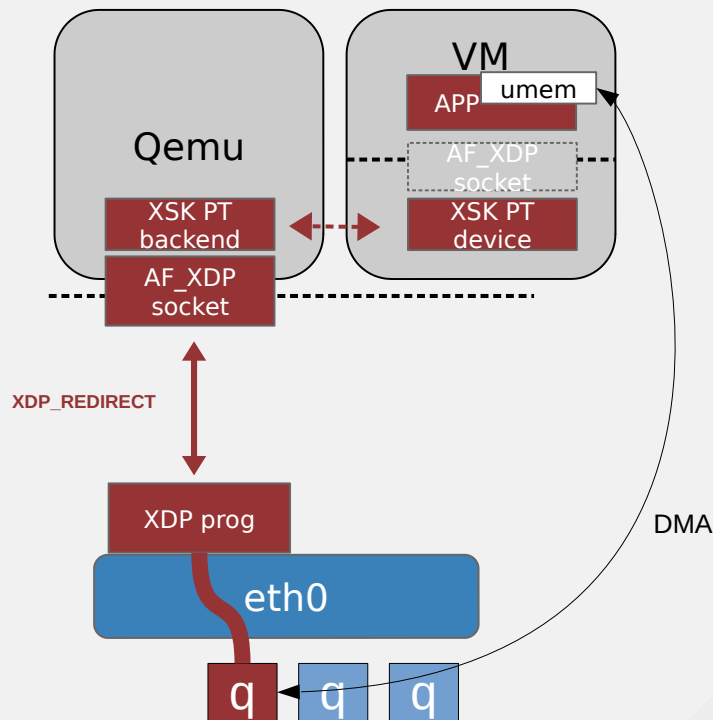 VM
APP
umem
Qemu
AF_XDP
socket
XSK PT
backend
XSK PT
device
AF_XDP
socket
XDP_REDIRECT
XDP prog
DMA
eth0
q
q
q